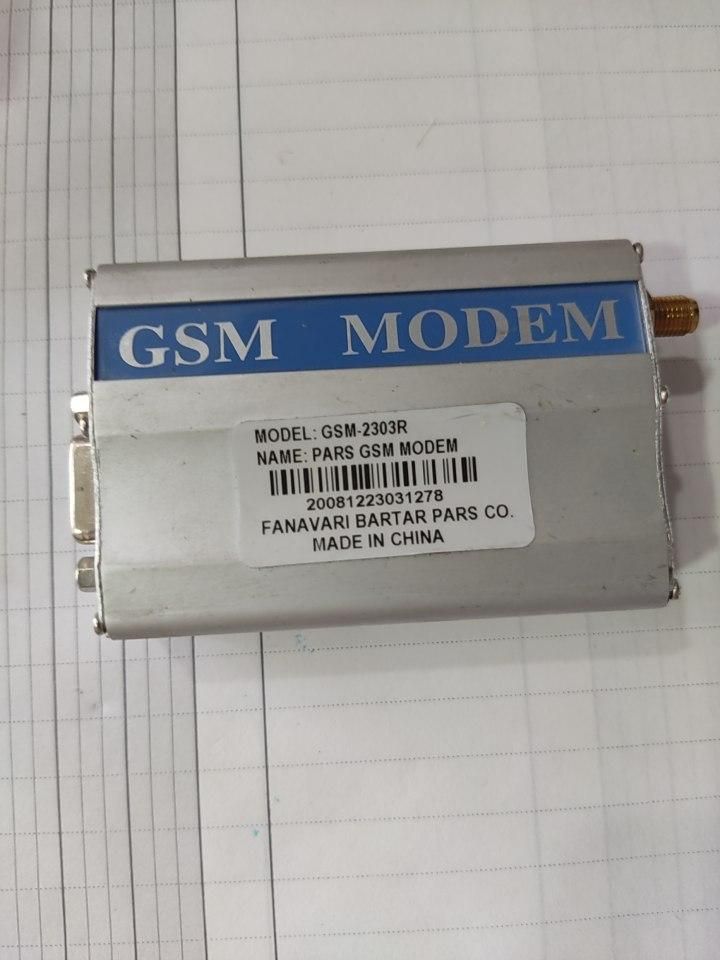 GSM MODEM
MODEL: GSM-2303R
NAME: PARS GSM MODEM
20081223031278
FANAVARI BARTAR PARS CO.
MADE IN CHINA